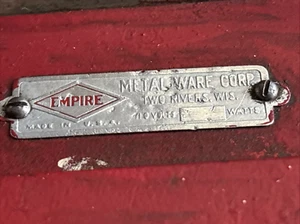 EMPIRE
METAL WARE CORP.
TWO RIVERS, WIS.
MADE IN U.S.A.
WATTS